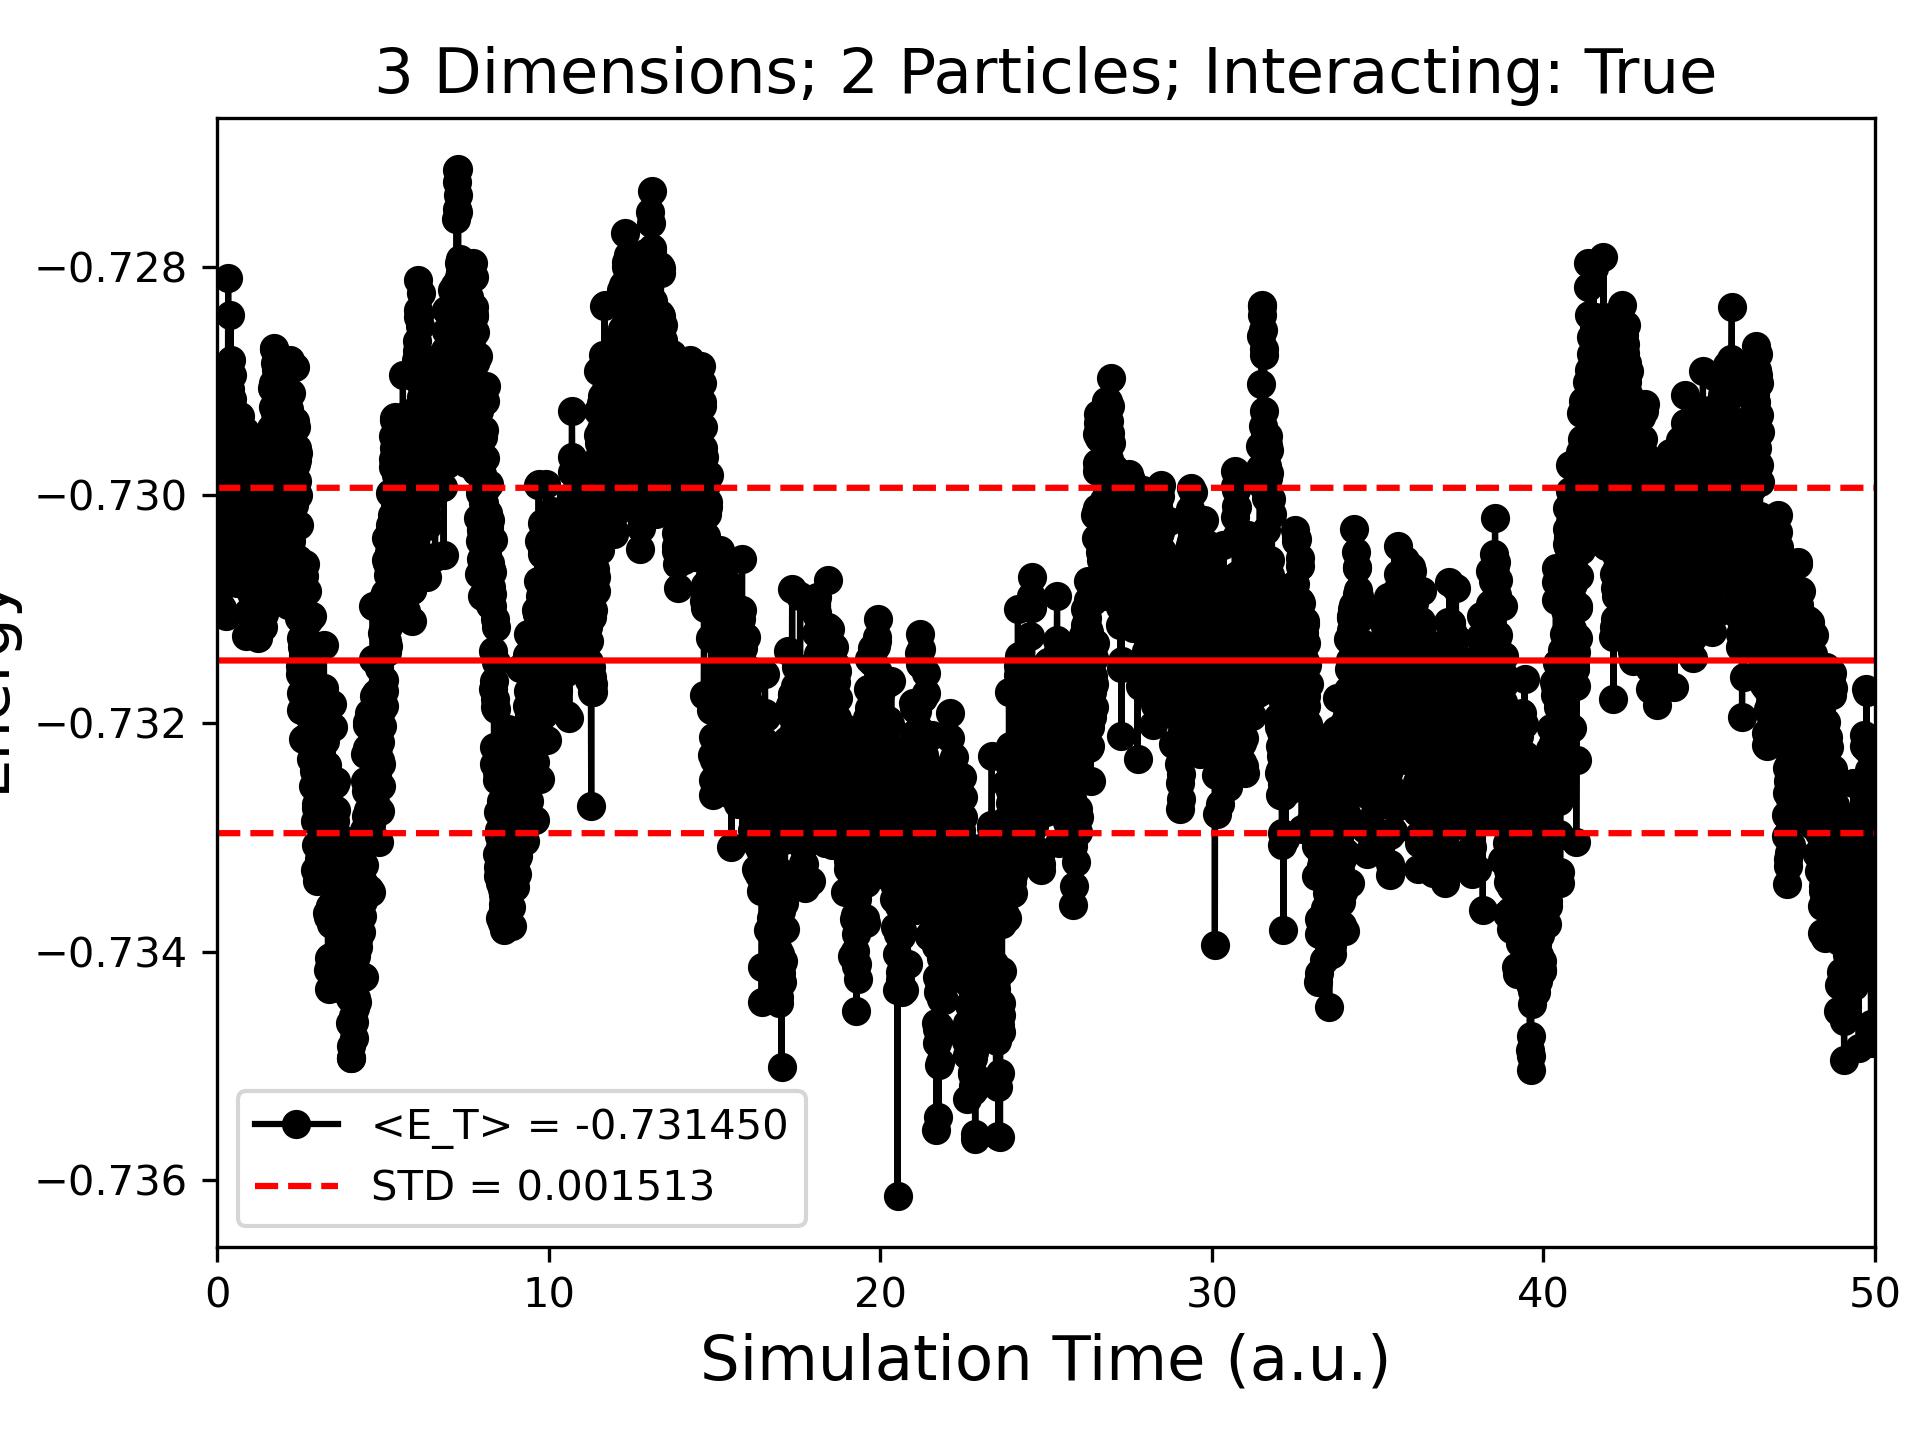 3 Dimensions; 2 Particles; Interacting: True
−0.728
−0.730
−0.732
−0.734
−0.736
Energy
<E_T> = -0.731450
STD = 0.001513
0 10 20 30 40 50
Simulation Time (a.u.)